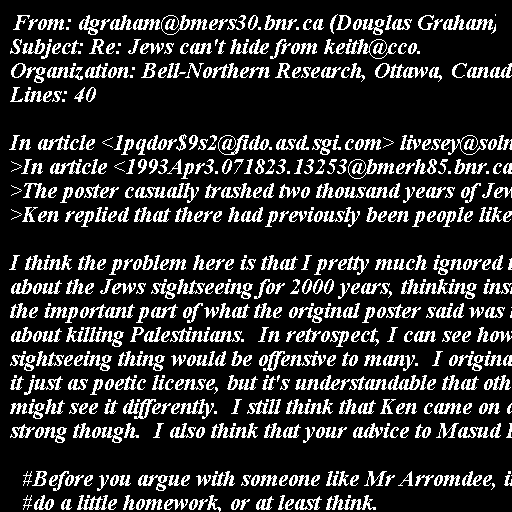 From: dgraham@bmers30.bnr.ca (Douglas Graham)
Subject: Re: Jews can't hide from keith@cco.
Organization: Bell-Northern Research, Ottawa, Canad
Lines: 40

In article <1pqdor$9s2@fido.asd.sgi.com> livesey@soln
>In article <1993Apr3.071823.13253@bmerh85.bnr.ca
>The poster casually trashed two thousand years of Jew
>Ken replied that there had previously been people like

I think the problem here is that I pretty much ignored t
about the Jews sightseeing for 2000 years, thinking inst
the important part of what the original poster said was
about killing Palestinians.  In retrospect, I can see how
sightseeing thing would be offensive to many.  I origina
it just as poetic license, but it's understandable that oth
might see it differently.  I still think that Ken came on a
strong though.  I also think that your advice to Masud

  #Before you argue with someone like Mr Arromdee,
  #do a little homework, or at least think.